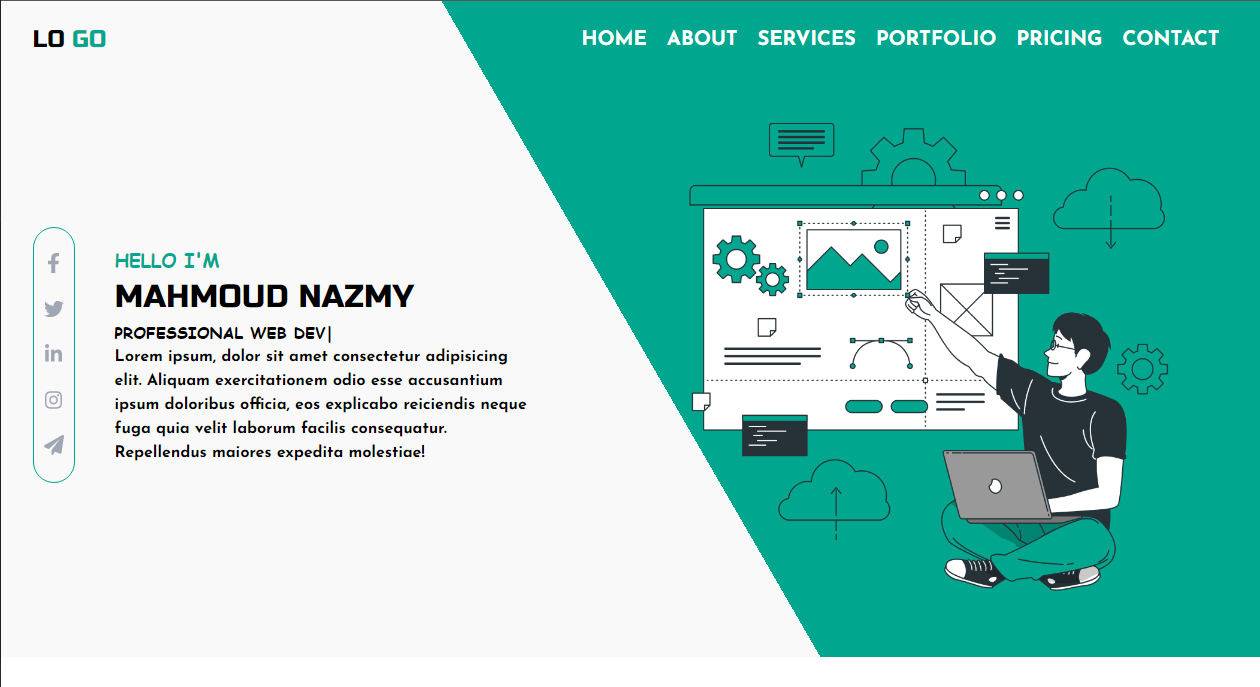 LO GO
HOME ABOUT SERVICES PORTFOLIO PRICING CONTACT
HELLO I'M
MAHMOUD NAZMY
PROFESSIONAL WEB DEV|
Lorem ipsum, dolor sit amet consectetur adipisicing
elit. Aliquam exercitationem odio esse accusantium
ipsum doloribus officia, eos explicabo reiciendis neque
fuga quia velit laborum facilis consequatur.
Repellendus maiores expedita molestiae!